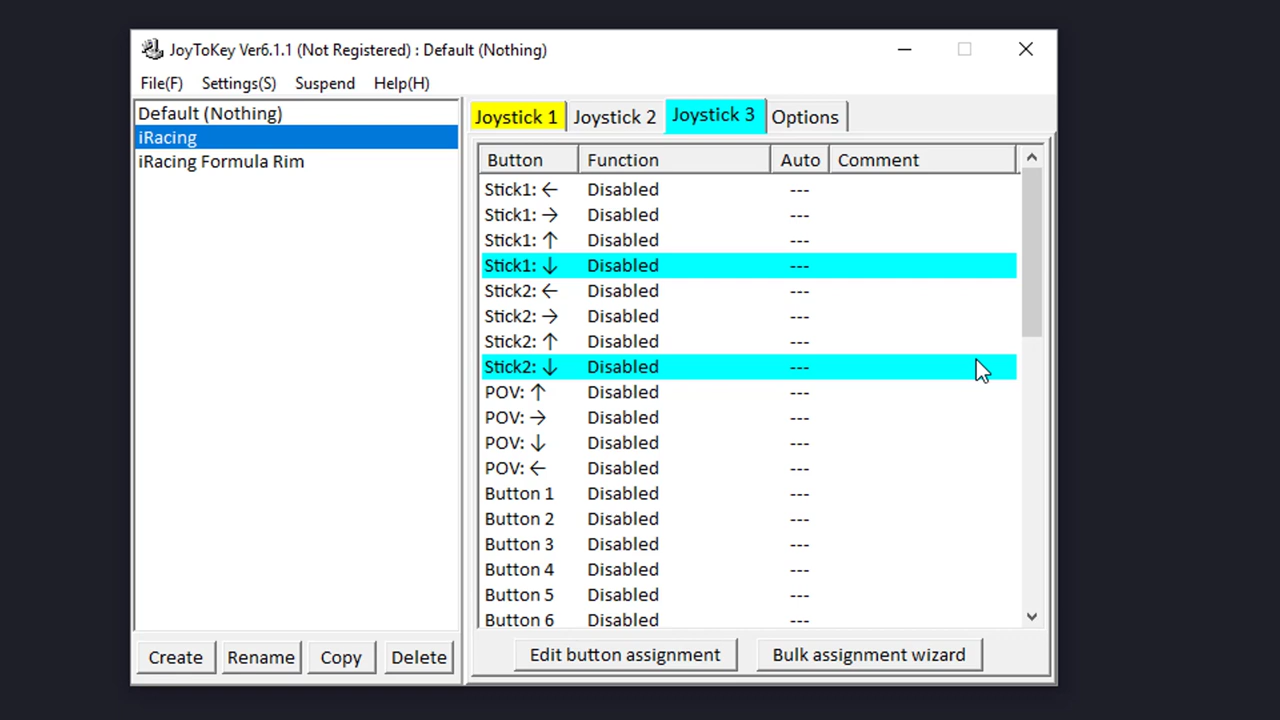 JoyToKey Ver6.1.1 (Not Registered) : Default (Nothing)
File(F) Settings(S) Suspend Help(H)
Default (Nothing)
iRacing
iRacing Formula Rim
Create Rename Copy Delete
Joystick 1 Joystick 2 Joystick 3 Options
Button Function Auto Comment
Stick1: ← Disabled ---
Stick1: → Disabled ---
Stick1: ↑ Disabled ---
Stick1: ↓ Disabled ---
Stick2: ← Disabled ---
Stick2: → Disabled ---
Stick2: ↑ Disabled ---
Stick2: ↓ Disabled ---
POV: ↑ Disabled ---
POV: → Disabled ---
POV: ↓ Disabled ---
POV: ← Disabled ---
Button 1 Disabled ---
Button 2 Disabled ---
Button 3 Disabled ---
Button 4 Disabled ---
Button 5 Disabled ---
Button 6 Disabled ---
Edit button assignment Bulk assignment wizard